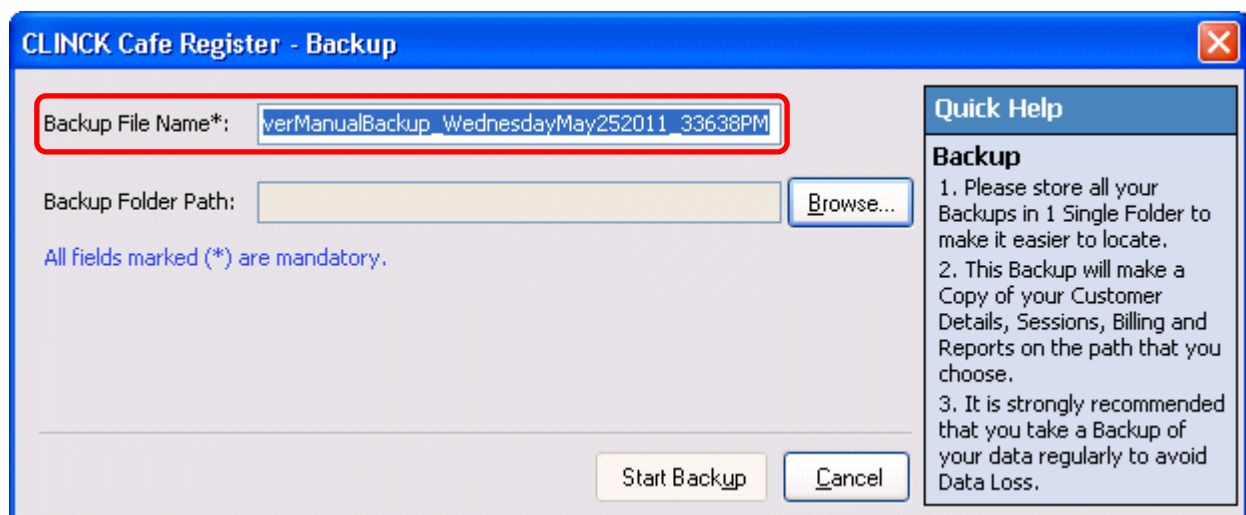 CLINCK Cafe Register - Backup
Backup File Name*: verManualBackup_WednesdayMay252011_33638PM
Backup Folder Path: Browse...
All fields marked (*) are mandatory.
Start Backup Cancel
Quick Help
Backup
1. Please store all your
Backups in 1 Single Folder to
make it easier to locate.
2. This Backup will make a
Copy of your Customer
Details, Sessions, Billing and
Reports on the path that you
choose.
3. It is strongly recommended
that you take a Backup of
your data regularly to avoid
Data Loss.